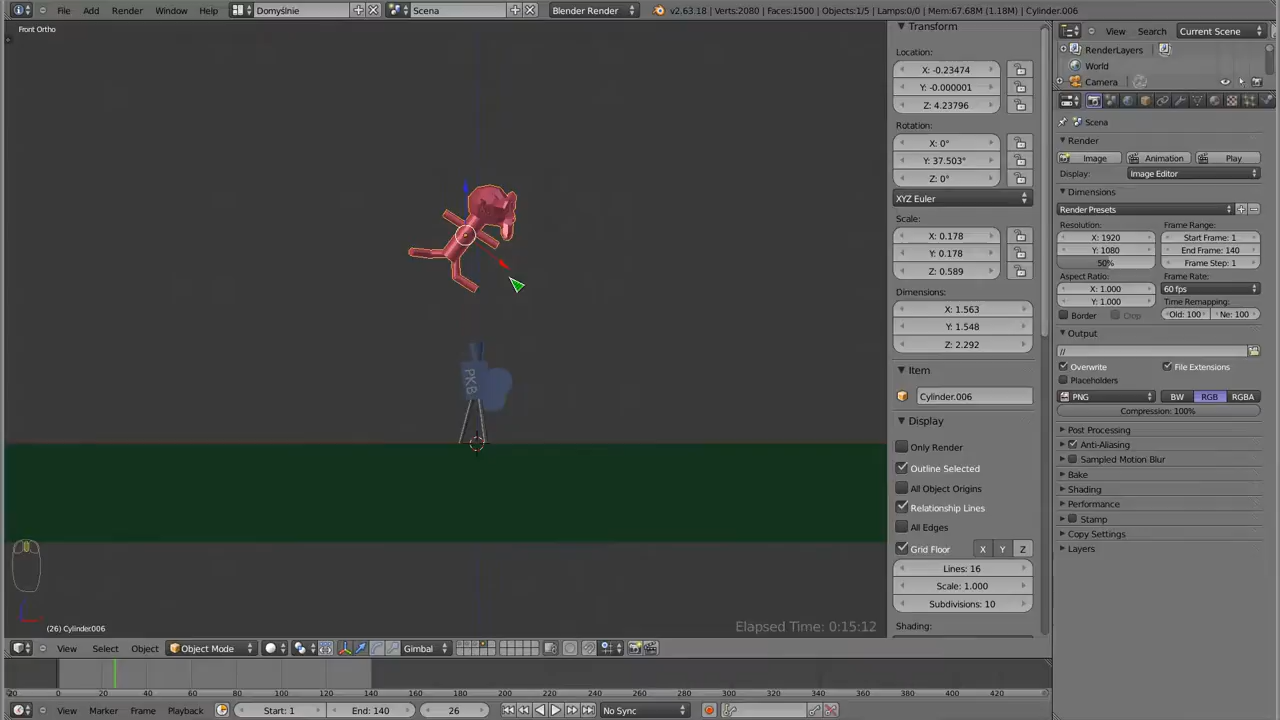 File Add Render Window Help Domyślnie Scena Blender Render v2.63.18 | Verts:2080 | Faces:1500 | Objects:1/5 | Lamps:0/0 | Mem:67.68M (1.18M) | Cylinder.006
Front Ortho
PKB
Elapsed Time: 0:15:12
(26) Cylinder.006
View Select Object Object Mode Gimbal
Transform
Location:
X: -0.23474
Y: -0.000001
Z: 4.23796
Rotation:
X: 0°
Y: 37.503°
Z: 0°
XYZ Euler
Scale:
X: 0.178
Y: 0.178
Z: 0.589
Dimensions:
X: 1.563
Y: 1.548
Z: 2.292
Item
Cylinder.006
Display
Only Render
Outline Selected
All Object Origins
Relationship Lines
All Edges
Grid Floor X Y Z
Lines: 16
Scale: 1.000
Subdivisions: 10
Shading:
View Search Current Scene
RenderLayers
World
Camera
Scena
Render
Image Animation Play
Display: Image Editor
Dimensions
Render Presets
Resolution: Frame Range:
X: 1920 Start Frame: 1
Y: 1080 End Frame: 140
50% Frame Step: 1
Aspect Ratio: Frame Rate:
X: 1.000 60 fps
Y: 1.000 Time Remapping:
Border Crop Old: 100 Ne: 100
Output
//
Overwrite File Extensions
Placeholders
PNG BW RGB RGBA
Compression: 100%
Post Processing
Anti-Aliasing
Sampled Motion Blur
Bake
Shading
Performance
Stamp
Copy Settings
Layers
-20 0 20 40 60 80 100 120 140 160 180 200 220 240 260 280 300 320 340 360 380 400 420
View Marker Frame Playback Start: 1 End: 140 26 No Sync